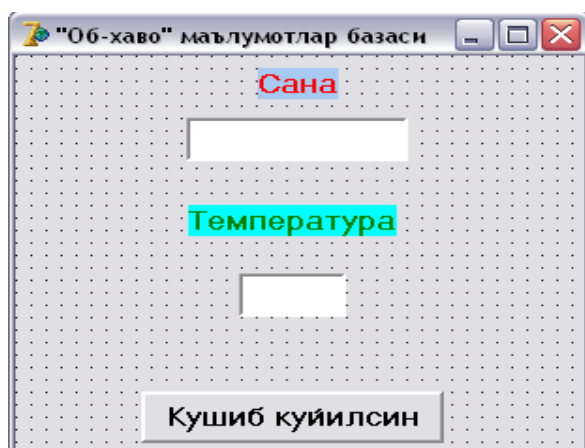 "Об-хаво" маълумотлар базаси
Сана
Температура
Кушиб куйилсин